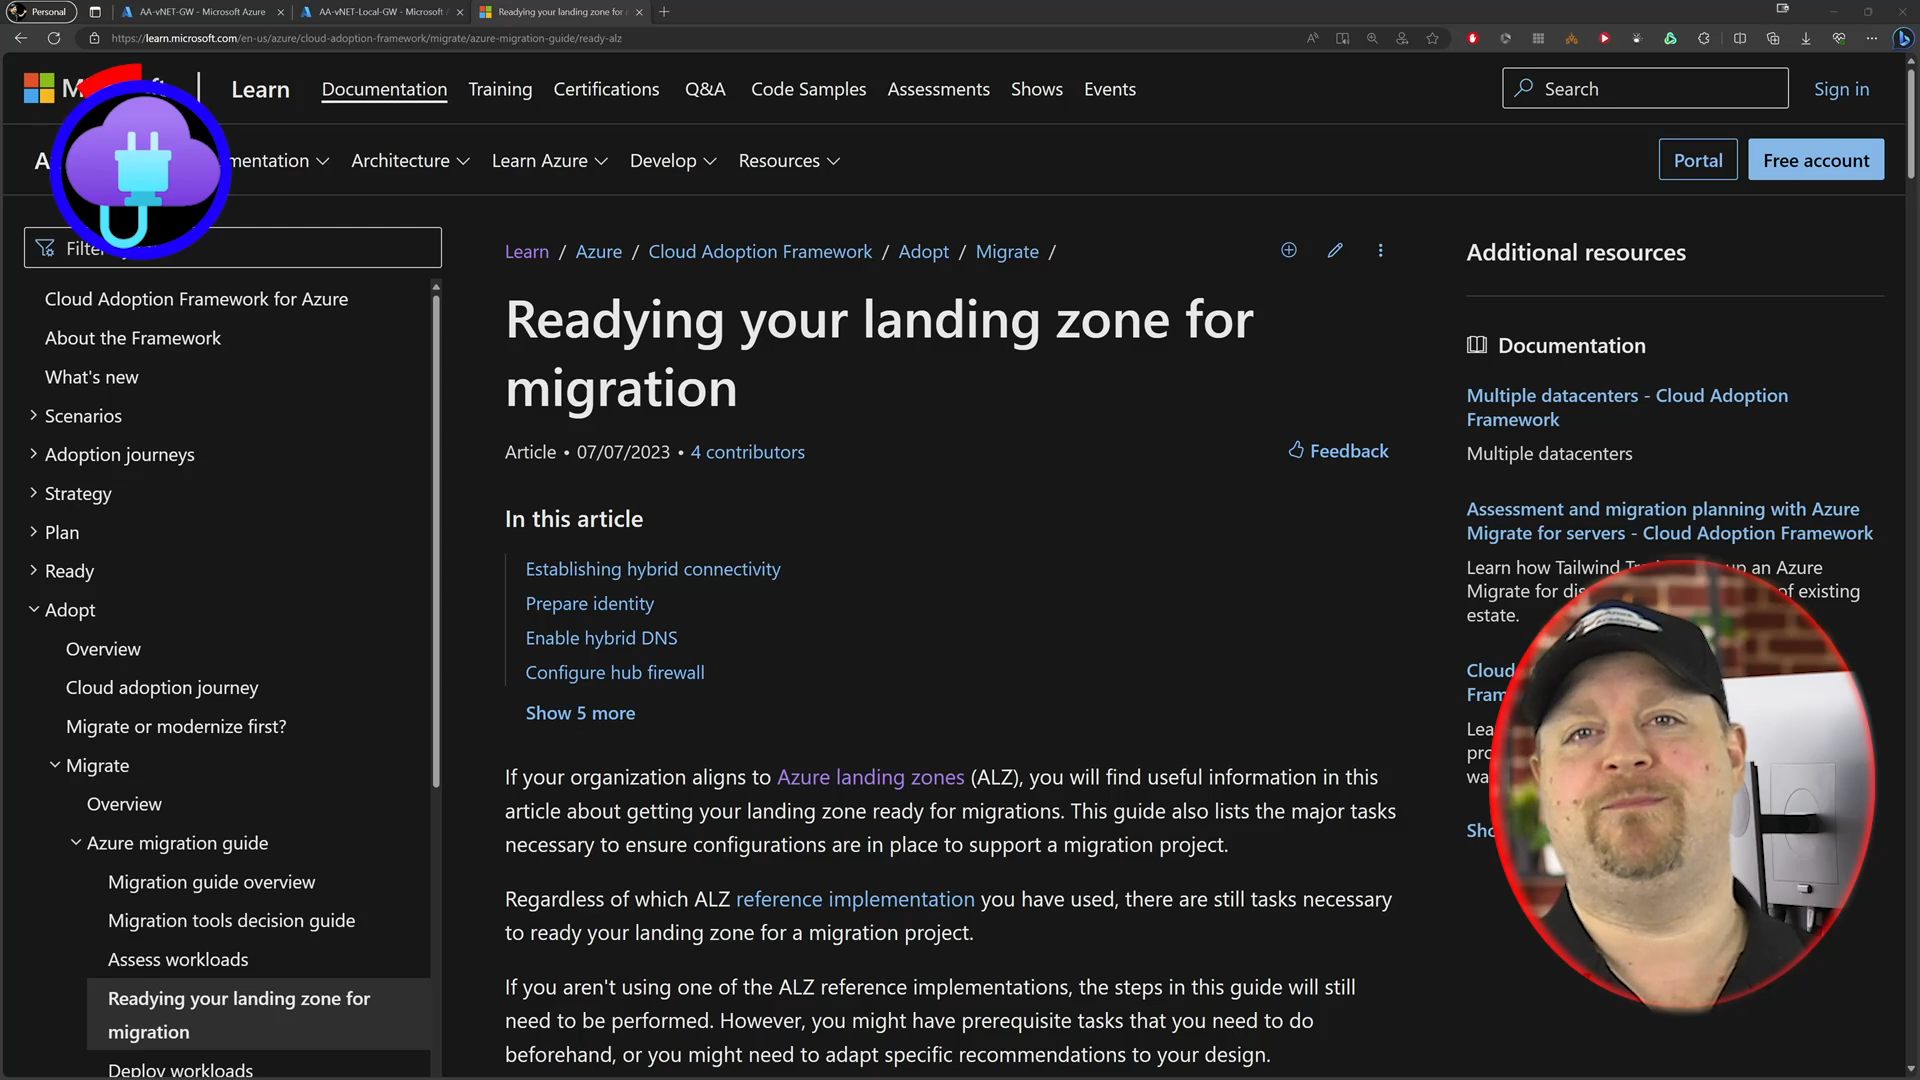 Personal
AA-vNET-GW - Microsoft Azure
AA-vNET-Local-GW - Microsoft
Readying your landing zone for
https://learn.microsoft.com/en-us/azure/cloud-adoption-framework/migrate/azure-migration-guide/ready-alz
Learn
Documentation
Training
Certifications
Q&A
Code Samples
Assessments
Shows
Events
Search
Sign in
mentation
Architecture
Learn Azure
Develop
Resources
Portal
Free account
Learn / Azure / Cloud Adoption Framework / Adopt / Migrate /
Cloud Adoption Framework for Azure
About the Framework
What's new
Scenarios
Adoption journeys
Strategy
Plan
Ready
Adopt
Overview
Cloud adoption journey
Migrate or modernize first?
Migrate
Overview
Azure migration guide
Migration guide overview
Migration tools decision guide
Assess workloads
Readying your landing zone for
migration
Deploy workloads
Readying your landing zone for
migration
Article • 07/07/2023 • 4 contributors
Feedback
In this article
Establishing hybrid connectivity
Prepare identity
Enable hybrid DNS
Configure hub firewall
Show 5 more
If your organization aligns to Azure landing zones (ALZ), you will find useful information in this
article about getting your landing zone ready for migrations. This guide also lists the major tasks
necessary to ensure configurations are in place to support a migration project.
Regardless of which ALZ reference implementation you have used, there are still tasks necessary
to ready your landing zone for a migration project.
If you aren't using one of the ALZ reference implementations, the steps in this guide will still
need to be performed. However, you might have prerequisite tasks that you need to do
beforehand, or you might need to adapt specific recommendations to your design.
Additional resources
Documentation
Multiple datacenters - Cloud Adoption
Framework
Multiple datacenters
Assessment and migration planning with Azure
Migrate for servers - Cloud Adoption Framework
Learn how Tailwind up an Azure
Migrate for of existing
estate.
Cloud